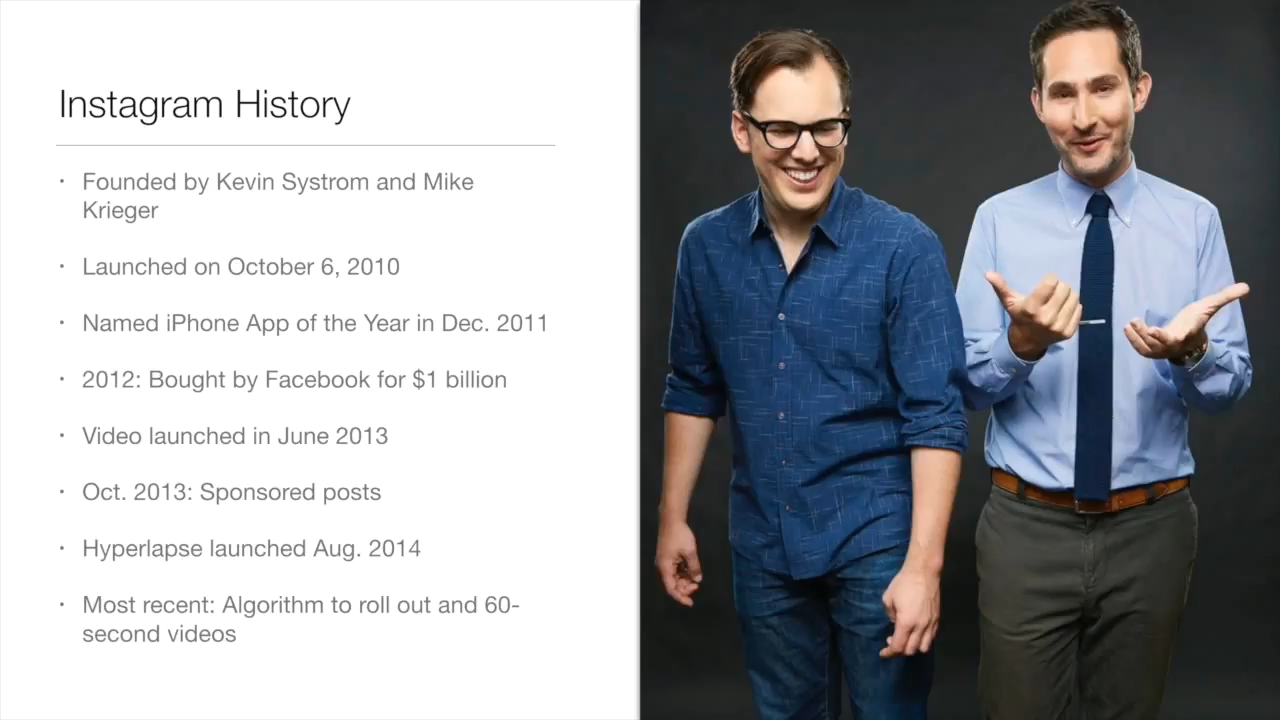 Instagram History
· Founded by Kevin Systrom and Mike
Krieger
· Launched on October 6, 2010
· Named iPhone App of the Year in Dec. 2011
· 2012: Bought by Facebook for $1 billion
· Video launched in June 2013
· Oct. 2013: Sponsored posts
· Hyperlapse launched Aug. 2014
· Most recent: Algorithm to roll out and 60-
second videos